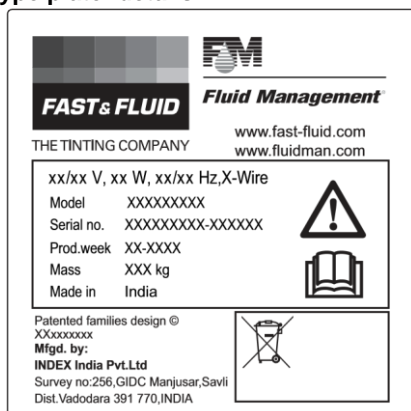 FAST & FLUID
THE TINTING COMPANY
FM
Fluid Management
www.fast-fluid.com
www.fluidman.com
xx/xx V, xx W, xx/xx Hz,X-Wire
Model XXXXXXXXX
Serial no. XXXXXXXXX-XXXXXX
Prod.week XX-XXXX
Mass XXX kg
Made in India
Patented families design ©
XXxxxxxxx
Mfgd. by:
INDEX India Pvt.Ltd
Survey no:256,GIDC Manjusar,Savli
Dist.Vadodara 391 770,INDIA